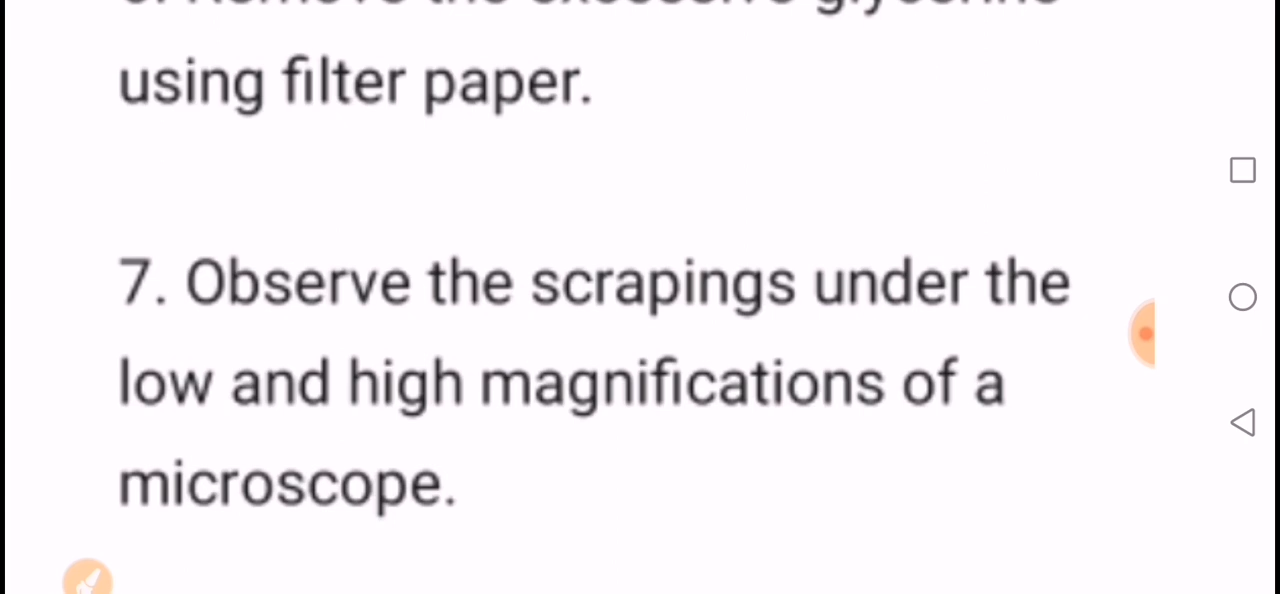 using filter paper.
7. Observe the scrapings under the
low and high magnifications of a
microscope.